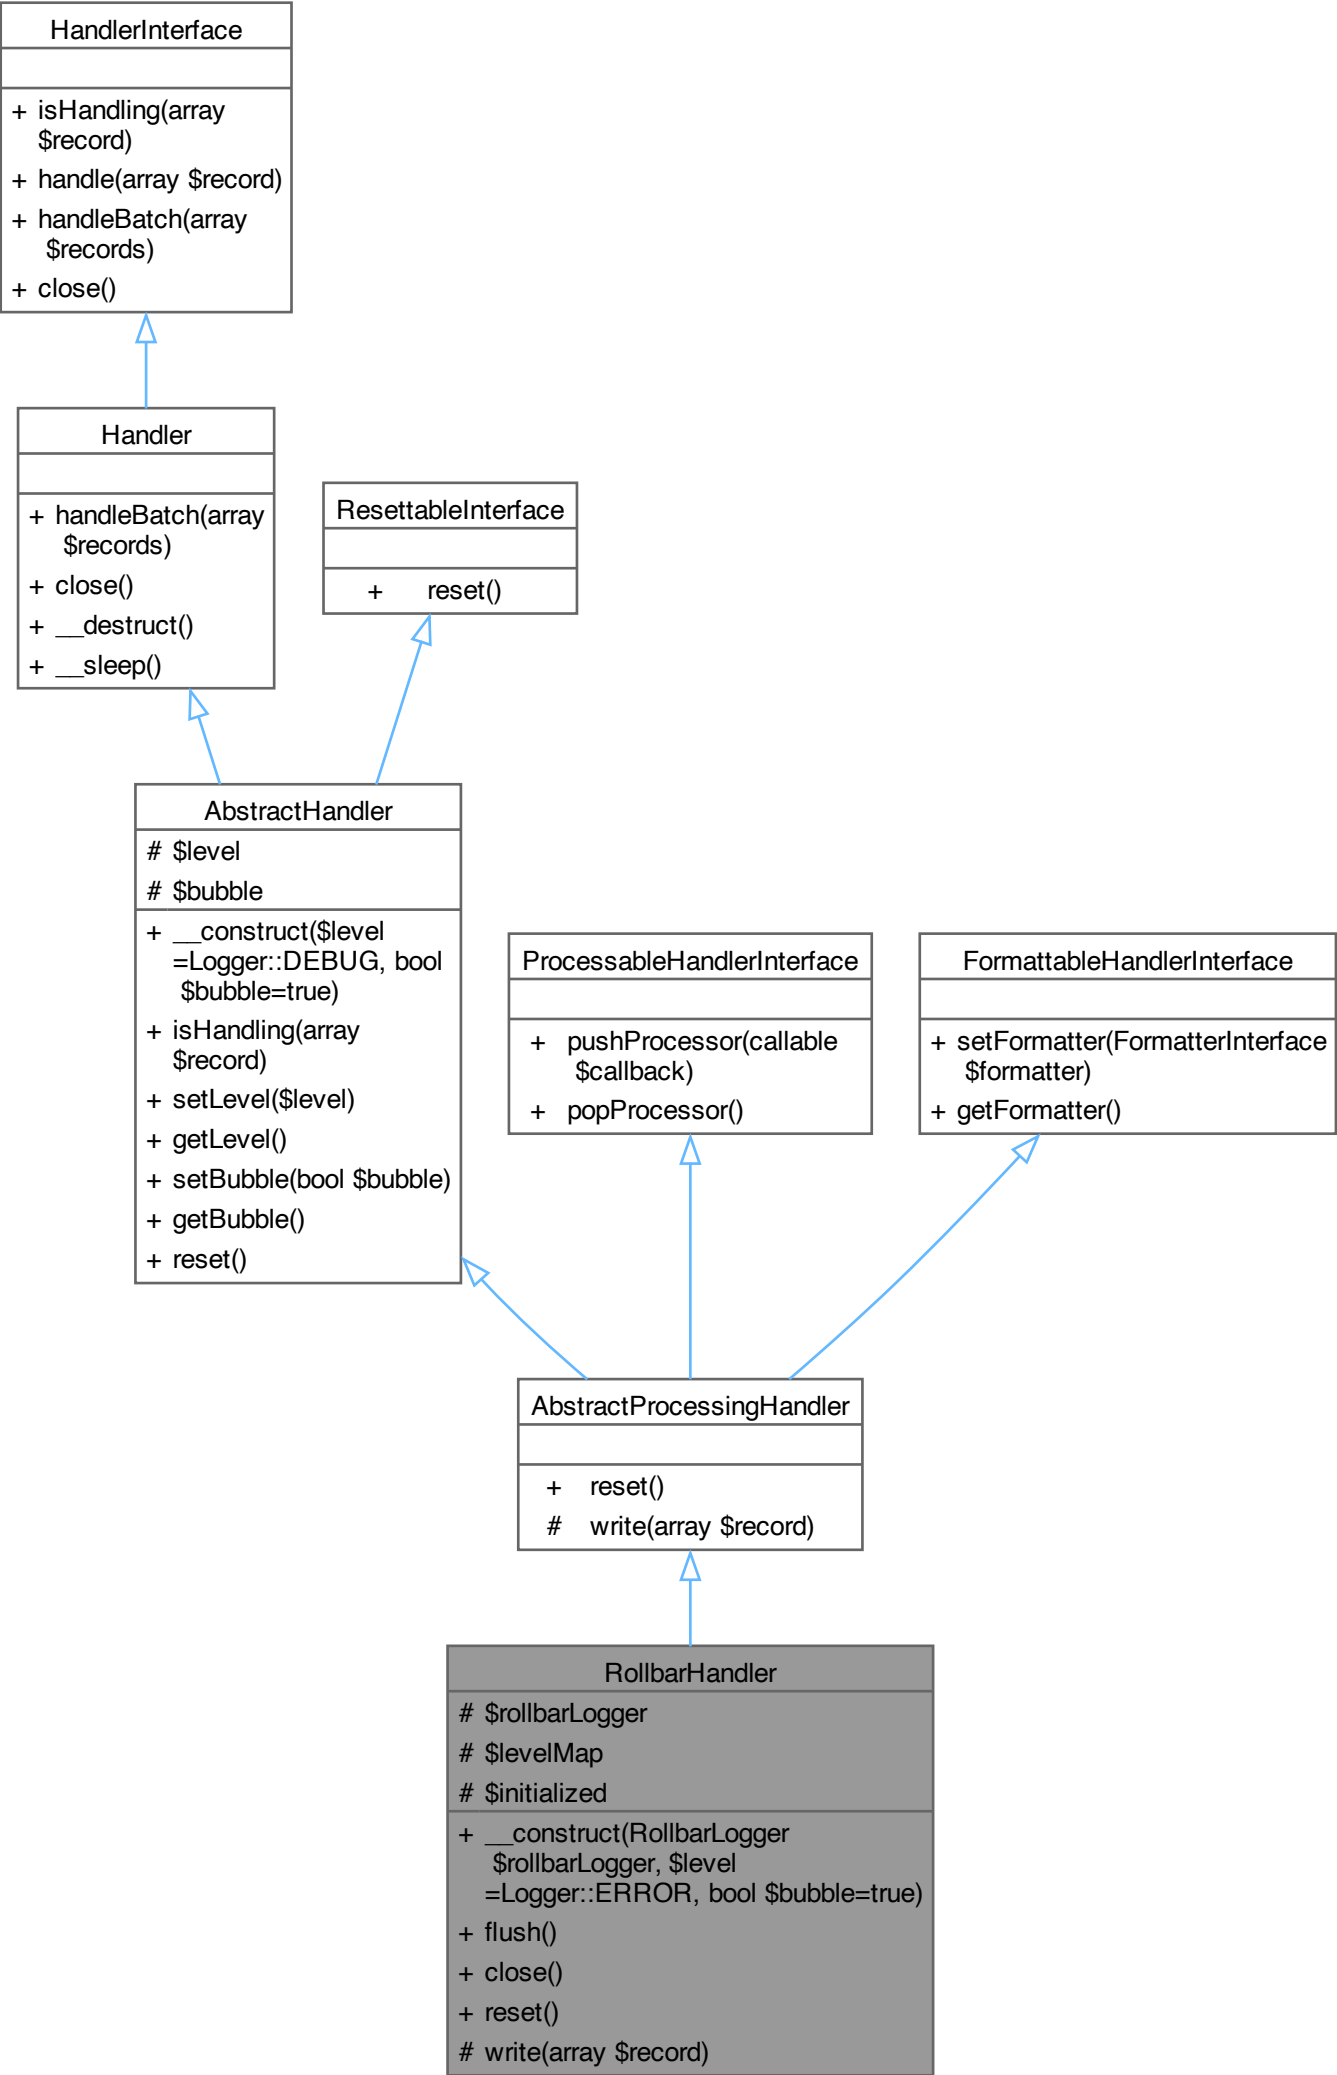 HandlerInterface
+ isHandling(array
$record)
+ handle(array $record)
+ handleBatch(array
$records)
+ close()
Handler
+ handleBatch(array
$records)
+ close()
+ __destruct()
+ __sleep()
ResettableInterface
+ reset()
AbstractHandler
# $level
# $bubble
+ __construct($level
=Logger::DEBUG, bool
$bubble=true)
+ isHandling(array
$record)
+ setLevel($level)
+ getLevel()
+ setBubble(bool $bubble)
+ getBubble()
+ reset()
ProcessableHandlerInterface
+ pushProcessor(callable
$callback)
+ popProcessor()
FormattableHandlerInterface
+ setFormatter(FormatterInterface
$formatter)
+ getFormatter()
AbstractProcessingHandler
+ reset()
# write(array $record)
RollbarHandler
# $rollbarLogger
# $levelMap
# $initialized
+ __construct(RollbarLogger
$rollbarLogger, $level
=Logger::ERROR, bool $bubble=true)
+ flush()
+ close()
+ reset()
# write(array $record)